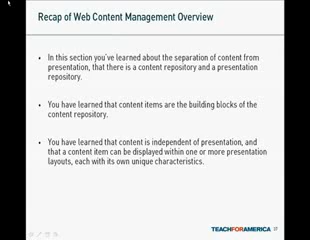 Recap of Web Content Management Overview
• In this section you've learned about the separation of content from
presentation, that there is a content repository and a presentation
repository.
• You have learned that content items are the building blocks of the
content repository.
• You have learned that content is independent of presentation, and
that a content item can be displayed within one or more presentation
layouts, each with its own unique characteristics.
TEACHFORAMERICA